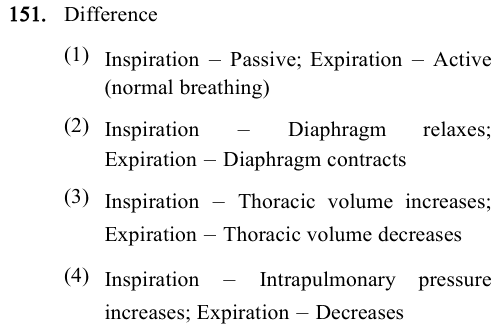 151. Difference
(1) Inspiration – Passive; Expiration – Active
(normal breathing)
(2) Inspiration – Diaphragm relaxes;
Expiration – Diaphragm contracts
(3) Inspiration – Thoracic volume increases;
Expiration – Thoracic volume decreases
(4) Inspiration – Intrapulmonary pressure
increases; Expiration – Decreases